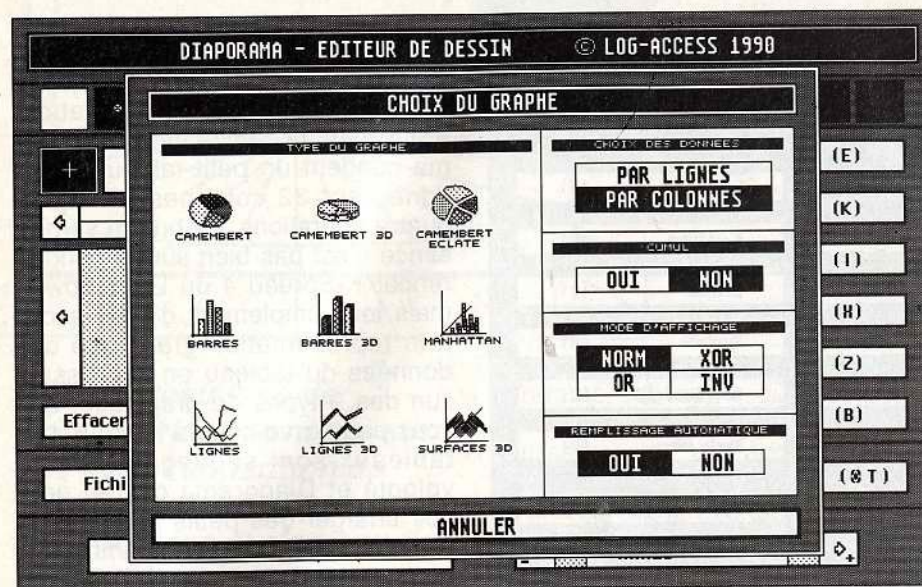 DIAPORAMA - EDITEUR DE DESSIN © LOG-ACCESS 1990
CHOIX DU GRAPHE
TYPE DU GRAPHE
CAMEMBERT
CAMEMBERT 3D
CAMEMBERT
ECLATE
BARRES
BARRES 3D
MANHATTAN
LIGNES
LIGNES 3D
SURFACES 3D
CHOIX DES DONNEES
PAR LIGNES
PAR COLONNES
CUMUL
OUI NON
MODE D'AFFICHAGE
NORM XOR
OR INV
REMPLISSAGE AUTOMATIQUE
OUI NON
ANNULER
Effacer
Fichi
(E)
(K)
(I)
(X)
(Z)
(B)
(⌘T)